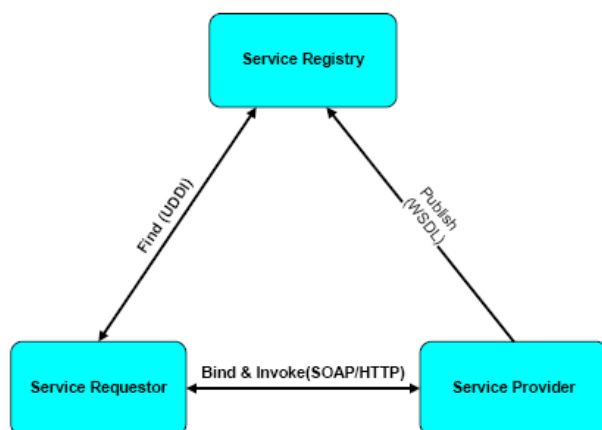 Service Registry
Find (UDDI)
Publish
(WSDL)
Service Requestor
Bind & Invoke(SOAP/HTTP)
Service Provider